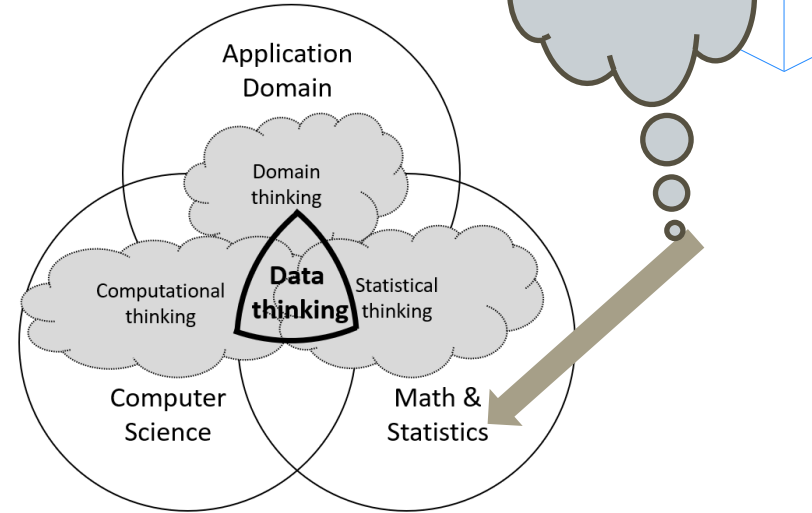 Application
Domain
Domain
thinking
Computational
thinking
Data
thinking
Statistical
thinking
Computer
Science
Math &
Statistics